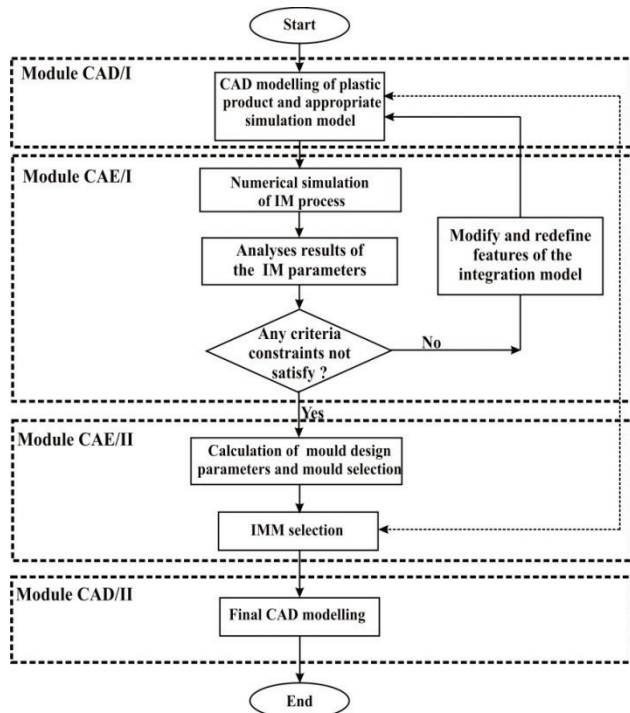 Start
Module CAD/I
CAD modelling of plastic
product and appropriate
simulation model
Module CAE/I
Numerical simulation
of IM process
Analyses results of
the IM parameters
Modify and redefine
features of the
integration model
Any criteria
constraints not
satisfy ?
No
Yes
Module CAE/II
Calculation of mould design
parameters and mould selection
IMM selection
Module CAD/II
Final CAD modelling
End